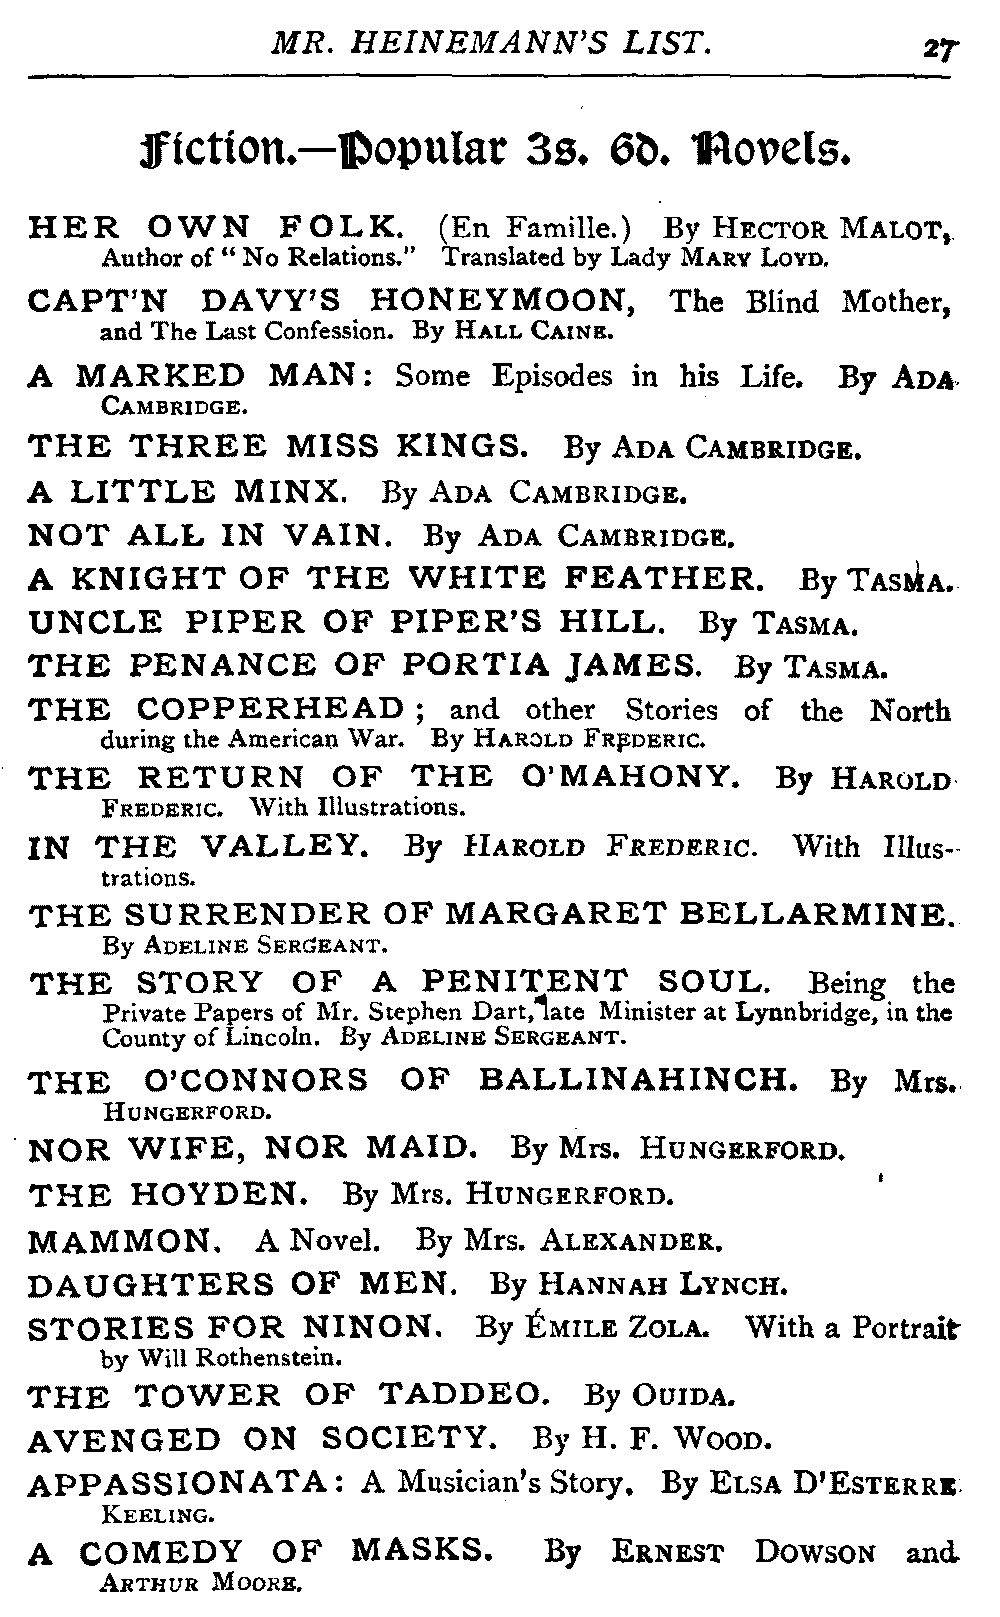 MR. HEINEMANN'S LIST. 27
Fiction.—Popular 3s. 6d. Novels.
HER OWN FOLK. (En Famille.) By HECTOR MALOT,
Author of "No Relations." Translated by Lady MARY LOYD.
CAPT'N DAVY'S HONEYMOON, The Blind Mother,
and The Last Confession. By HALL CAINE.
A MARKED MAN: Some Episodes in his Life. By ADA
CAMBRIDGE.
THE THREE MISS KINGS. By ADA CAMBRIDGE.
A LITTLE MINX. By ADA CAMBRIDGE.
NOT ALL IN VAIN. By ADA CAMBRIDGE.
A KNIGHT OF THE WHITE FEATHER. By TASMA.
UNCLE PIPER OF PIPER'S HILL. By TASMA.
THE PENANCE OF PORTIA JAMES. By TASMA.
THE COPPERHEAD; and other Stories of the North
during the American War. By HAROLD FREDERIC.
THE RETURN OF THE O'MAHONY. By HAROLD
FREDERIC. With Illustrations.
IN THE VALLEY. By HAROLD FREDERIC. With Illus-
trations.
THE SURRENDER OF MARGARET BELLARMINE.
By ADELINE SERGEANT.
THE STORY OF A PENITENT SOUL. Being the
Private Papers of Mr. Stephen Dart, late Minister at Lynnbridge, in the
County of Lincoln. By ADELINE SERGEANT.
THE O'CONNORS OF BALLINAHINCH. By Mrs.
HUNGERFORD.
NOR WIFE, NOR MAID. By Mrs. HUNGERFORD.
THE HOYDEN. By Mrs. HUNGERFORD.
MAMMON. A Novel. By Mrs. ALEXANDER.
DAUGHTERS OF MEN. By HANNAH LYNCH.
STORIES FOR NINON. By ÉMILE ZOLA. With a Portrait
by Will Rothenstein.
THE TOWER OF TADDEO. By OUIDA.
AVENGED ON SOCIETY. By H. F. WOOD.
APPASSIONATA: A Musician's Story. By ELSA D'ESTERRE
KEELING.
A COMEDY OF MASKS. By ERNEST DOWSON and
ARTHUR MOORE.